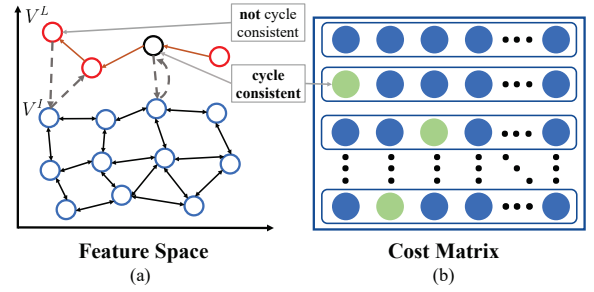 V^L
not cycle
consistent
cycle
consistent
V^I
Feature Space
Cost Matrix
(a)
(b)